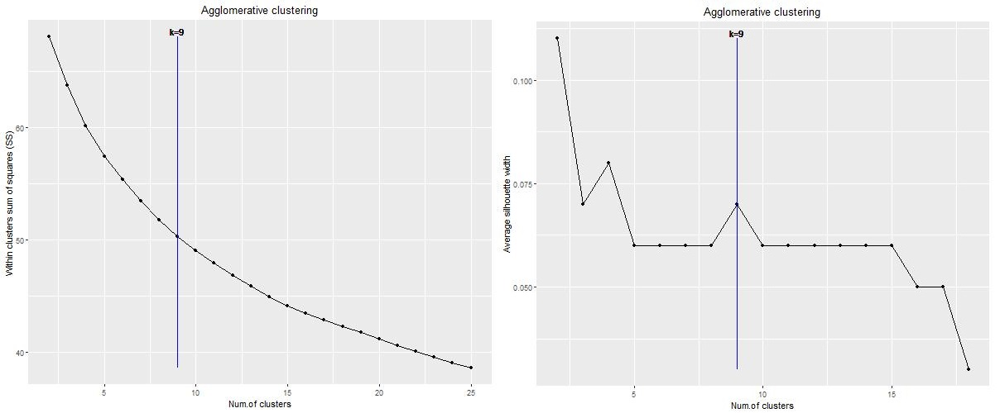 Agglomerative clustering
k=9
Within clusters sum of squares (SS)
60
50
40
5
10
15
20
25
Num.of clusters
Agglomerative clustering
k=9
Average silhouette width
0.100
0.075
0.050
5
10
15
Num.of clusters